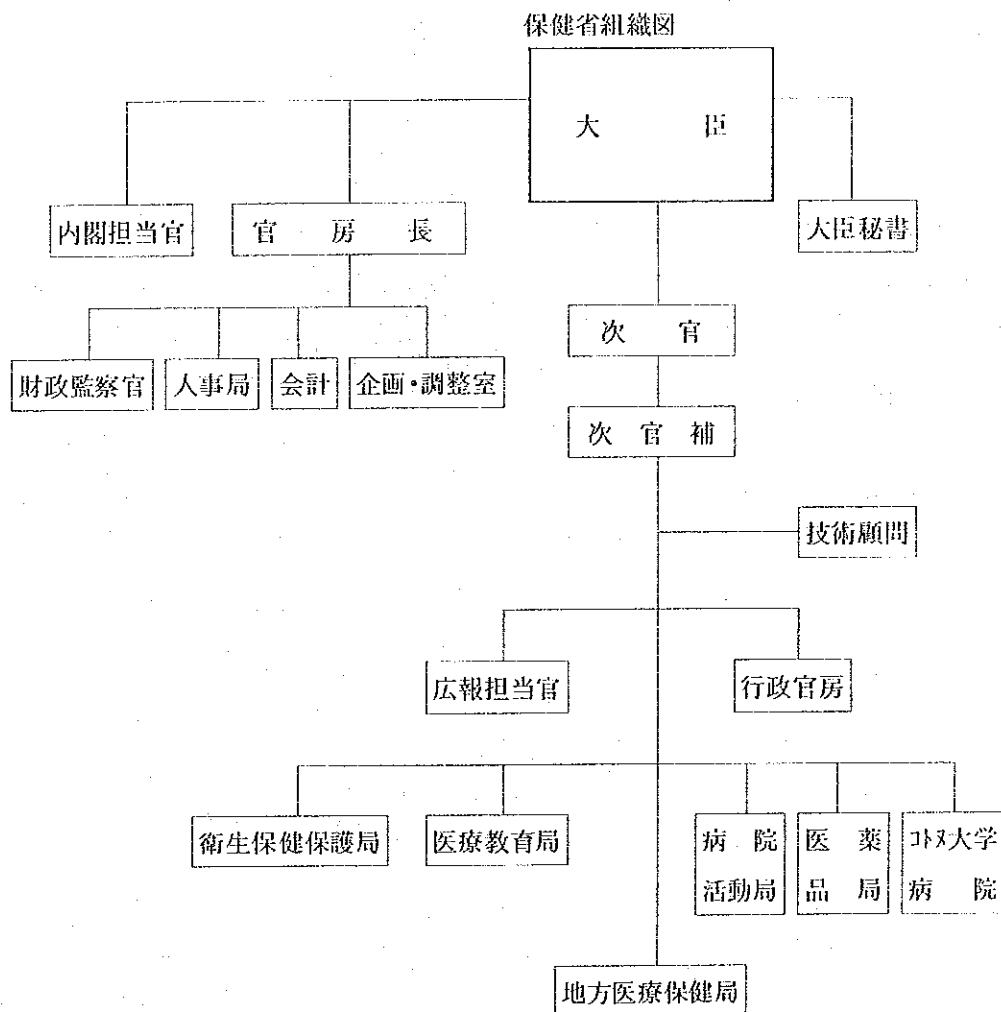 保健省組織図
大臣
内閣担当官
官房長
大臣秘書
次官
財政監察官
人事局
会計
企画・調整室
次官補
技術顧問
広報担当官
行政官房
衛生保健保護局
医療教育局
病院
活動局
医薬
品局
コトヌ大学
病院
地方医療保健局